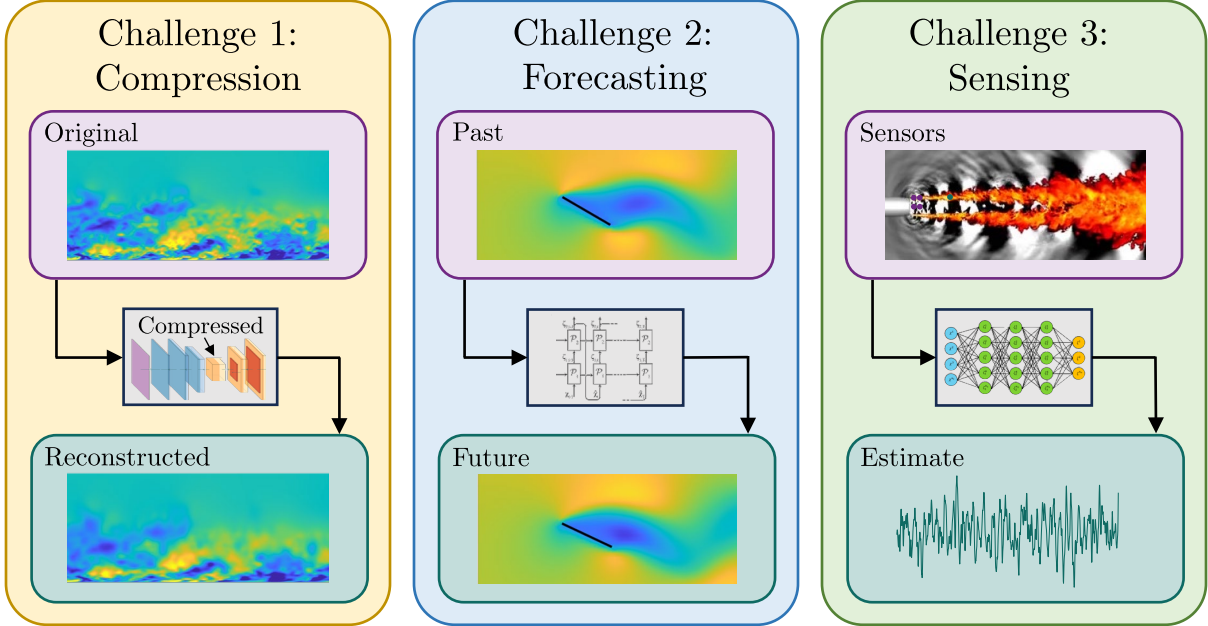 Challenge 1:
Compression
Original
Compressed
Reconstructed
Challenge 2:
Forecasting
Past
Future
Challenge 3:
Sensing
Sensors
Estimate